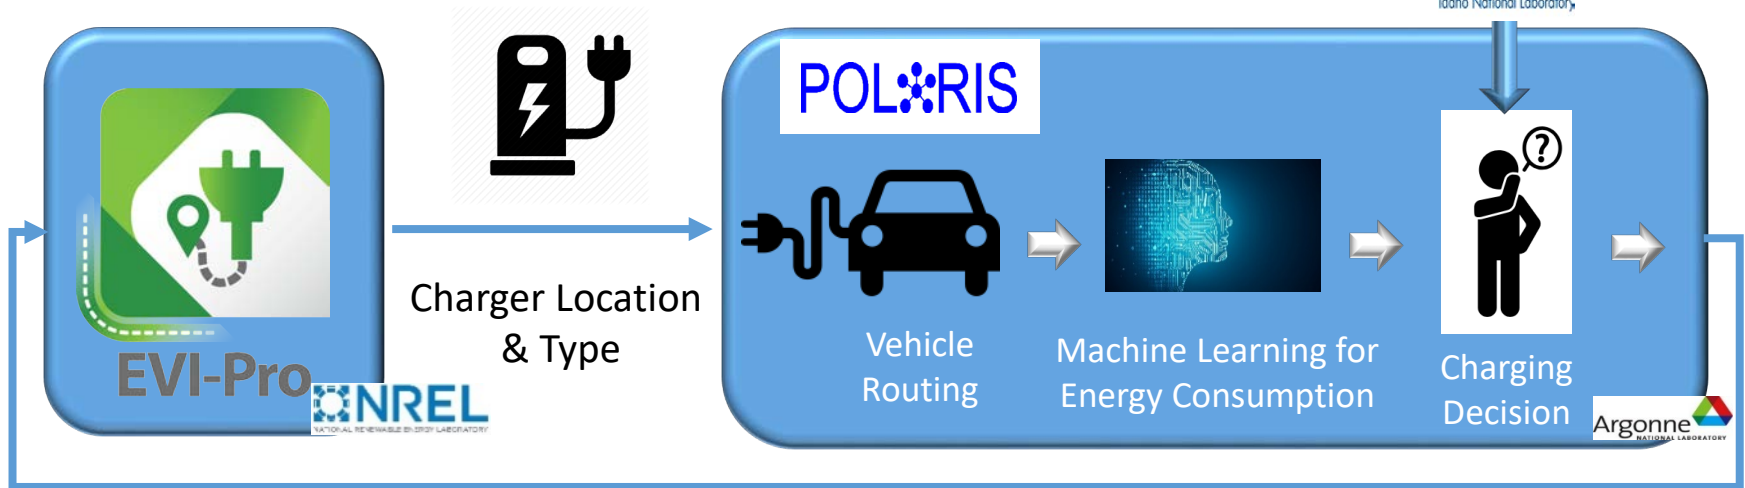 Idaho National Laboratory
POLARIS
?
Charger Location
& Type
EVI-Pro
NREL
NATIONAL RENEWABLE ENERGY LABORATORY
Vehicle
Routing
Machine Learning for
Energy Consumption
Charging
Decision
Argonne
NATIONAL LABORATORY